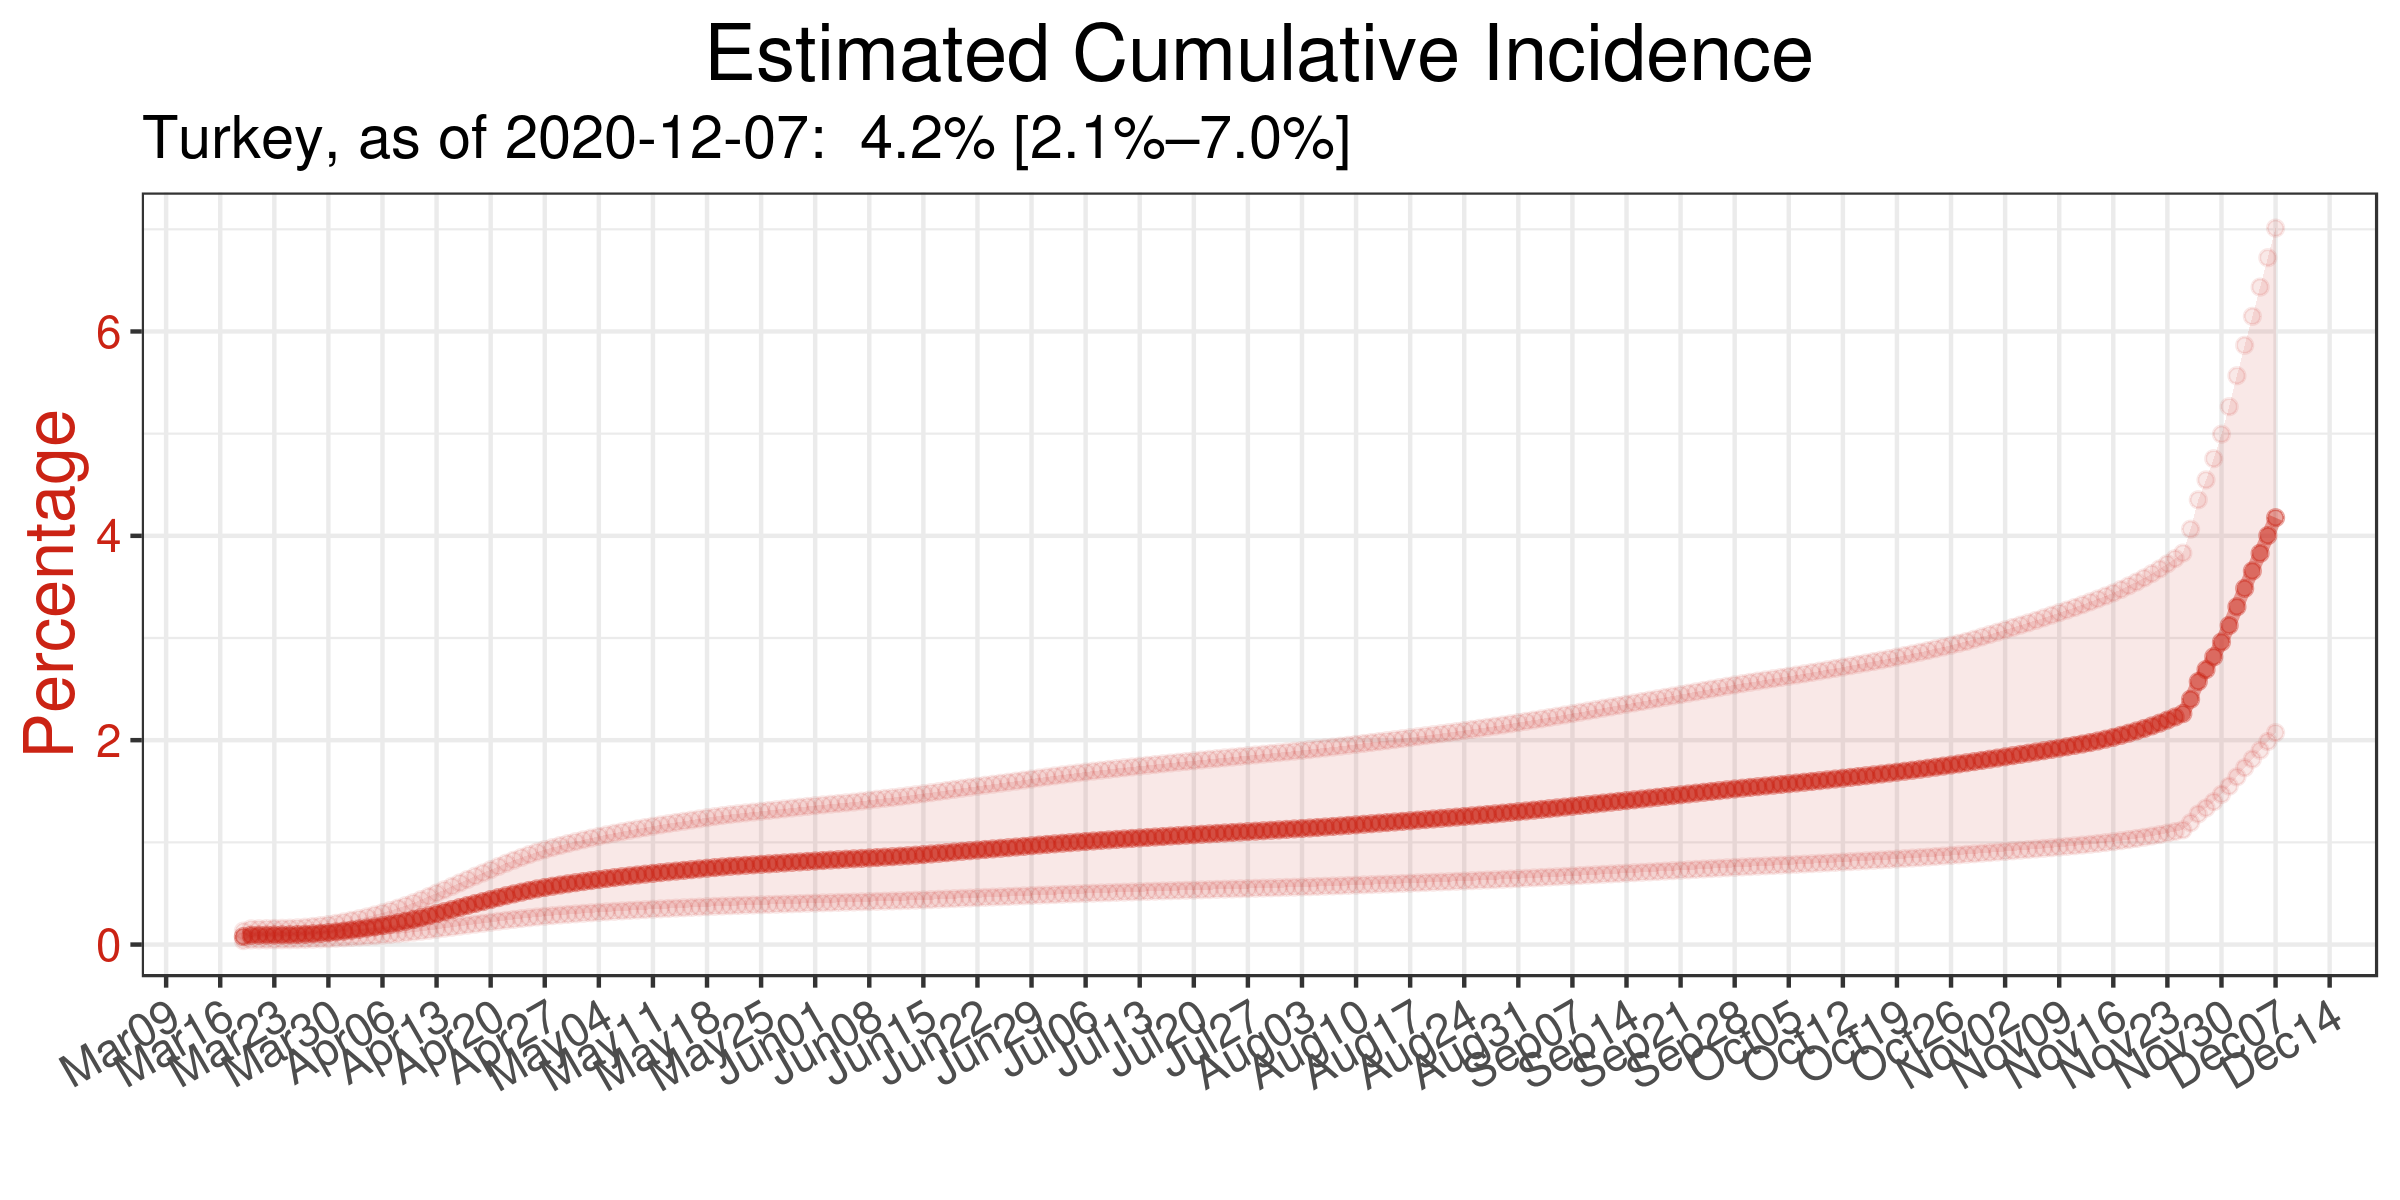 Estimated Cumulative Incidence
Turkey, as of 2020-12-07: 4.2% [2.1%–7.0%]
Percentage
6
4
2
0
Mar09
Mar16
Mar23
Mar30
Apr06
Apr13
Apr20
Apr27
May04
May11
May18
May25
Jun01
Jun08
Jun15
Jun22
Jun29
Jul06
Jul13
Jul20
Jul27
Aug03
Aug10
Aug17
Aug24
Aug31
Sep07
Sep14
Sep21
Sep28
Oct05
Oct12
Oct19
Oct26
Nov02
Nov09
Nov16
Nov23
Nov30
Dec07
Dec14